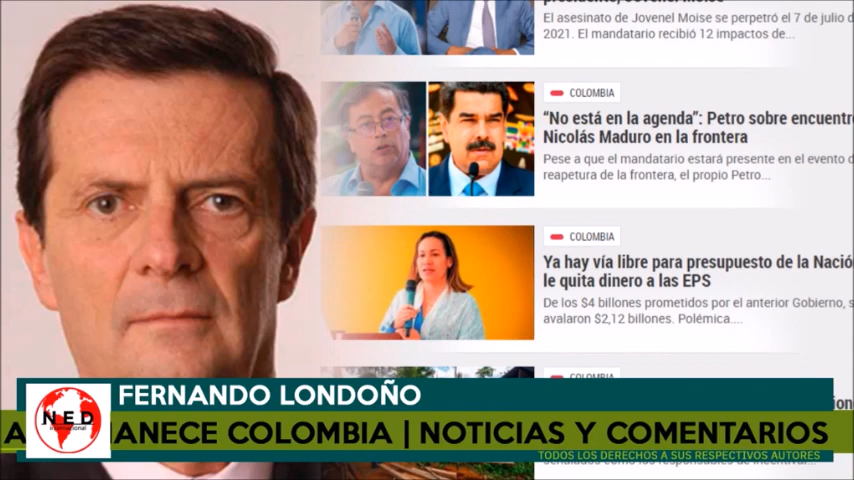 presidente, Jovenel Moise
El asesinato de Jovenel Moise se perpetró el 7 de julio d
2021. El mandatario recibió 12 impactos de...
COLOMBIA
“No está en la agenda”: Petro sobre encuentro
Nicolás Maduro en la frontera
Pese a que el mandatario estará presente en el evento d
reapetura de la frontera, el propio Petro...
COLOMBIA
Ya hay vía libre para presupuesto de la Nació
le quita dinero a las EPS
De los $4 billones prometidos por el anterior Gobierno, s
avalaron $2,12 billones. Polémica....
COLOMBIA
FERNANDO LONDOÑO
NED
international
A ANECE COLOMBIA | NOTICIAS Y COMENTARIOS
TODOS LOS DERECHOS A SUS RESPECTIVOS AUTORES